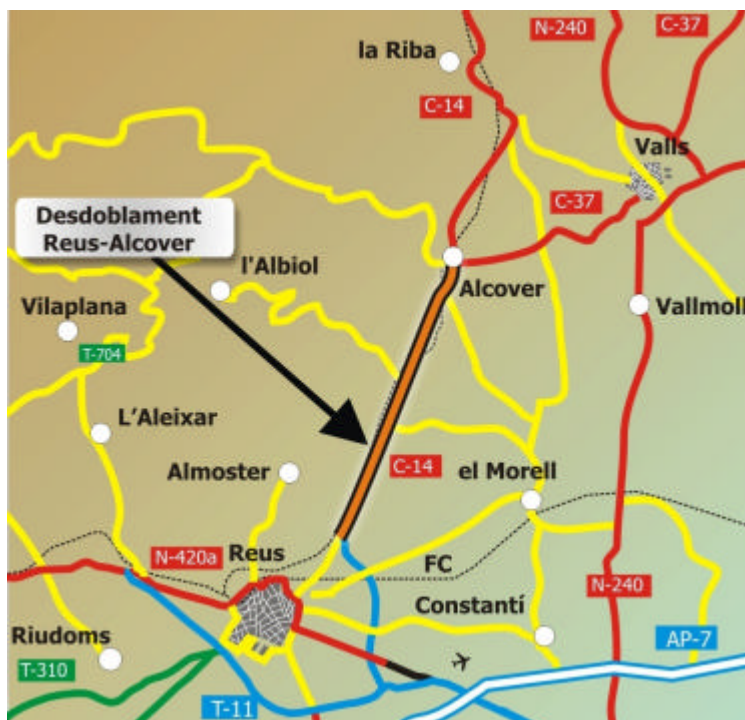 N-240
C-37
la Riba
C-14
Valls
C-37
Desdoblament
Reus-Alcover
l'Albiol
Alcover
Vilaplana
Vallmoll
T-704
L'Aleixar
Almoster
C-14
el Morell
N-420a
Reus
FC
N-240
Constantí
Riudoms
AP-7
T-310
T-11